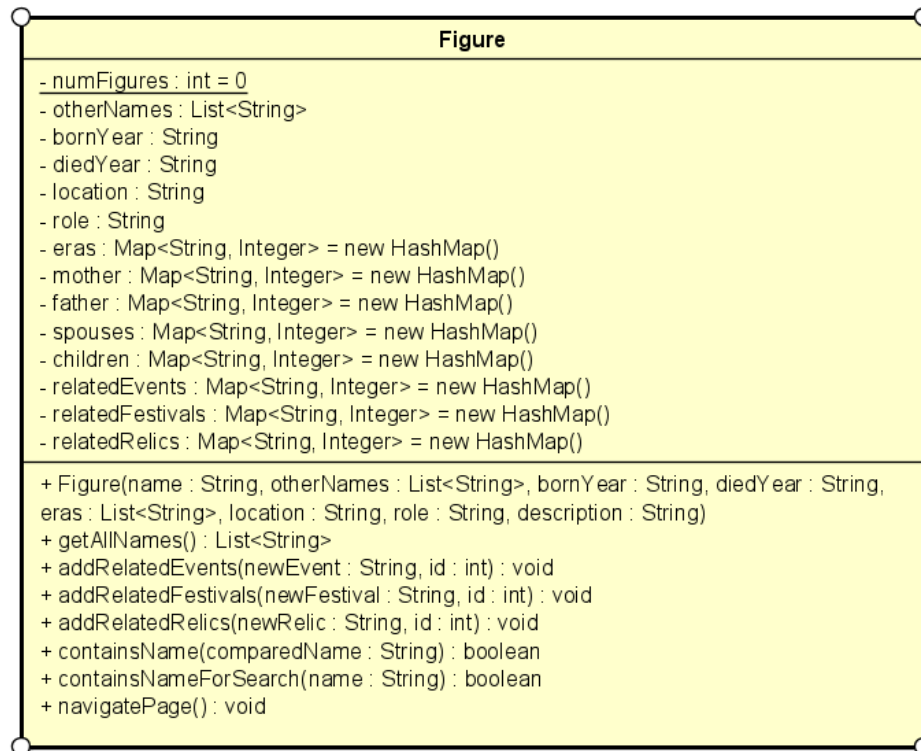 Figure
- numFigures : int = 0
- otherNames : List<String>
- bornYear : String
- diedYear : String
- location : String
- role : String
- eras : Map<String, Integer> = new HashMap()
- mother : Map<String, Integer> = new HashMap()
- father : Map<String, Integer> = new HashMap()
- spouses : Map<String, Integer> = new HashMap()
- children : Map<String, Integer> = new HashMap()
- relatedEvents : Map<String, Integer> = new HashMap()
- relatedFestivals : Map<String, Integer> = new HashMap()
- relatedRelics : Map<String, Integer> = new HashMap()
+ Figure(name : String, otherNames : List<String>, bornYear : String, diedYear : String,
eras : List<String>, location : String, role : String, description : String)
+ getAllNames() : List<String>
+ addRelatedEvents(newEvent : String, id : int) : void
+ addRelatedFestivals(newFestival : String, id : int) : void
+ addRelatedRelics(newRelic : String, id : int) : void
+ containsName(comparedName : String) : boolean
+ containsNameForSearch(name : String) : boolean
+ navigatePage() : void